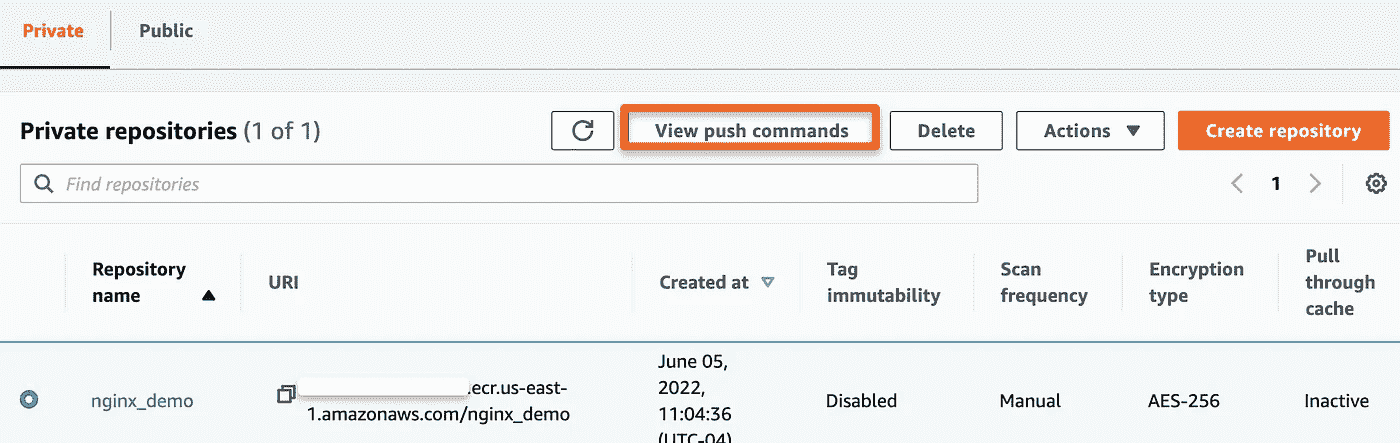 Private
Public
Private repositories (1 of 1)
View push commands
Delete
Actions
Create repository
Find repositories
1
Repository
name
URI
Created at
Tag
immutability
Scan
frequency
Encryption
type
Pull
through
cache
nginx_demo
.ecr.us-east-
1.amazonaws.com/nginx_demo
June 05,
2022,
11:04:36
(UTC-04)
Disabled
Manual
AES-256
Inactive